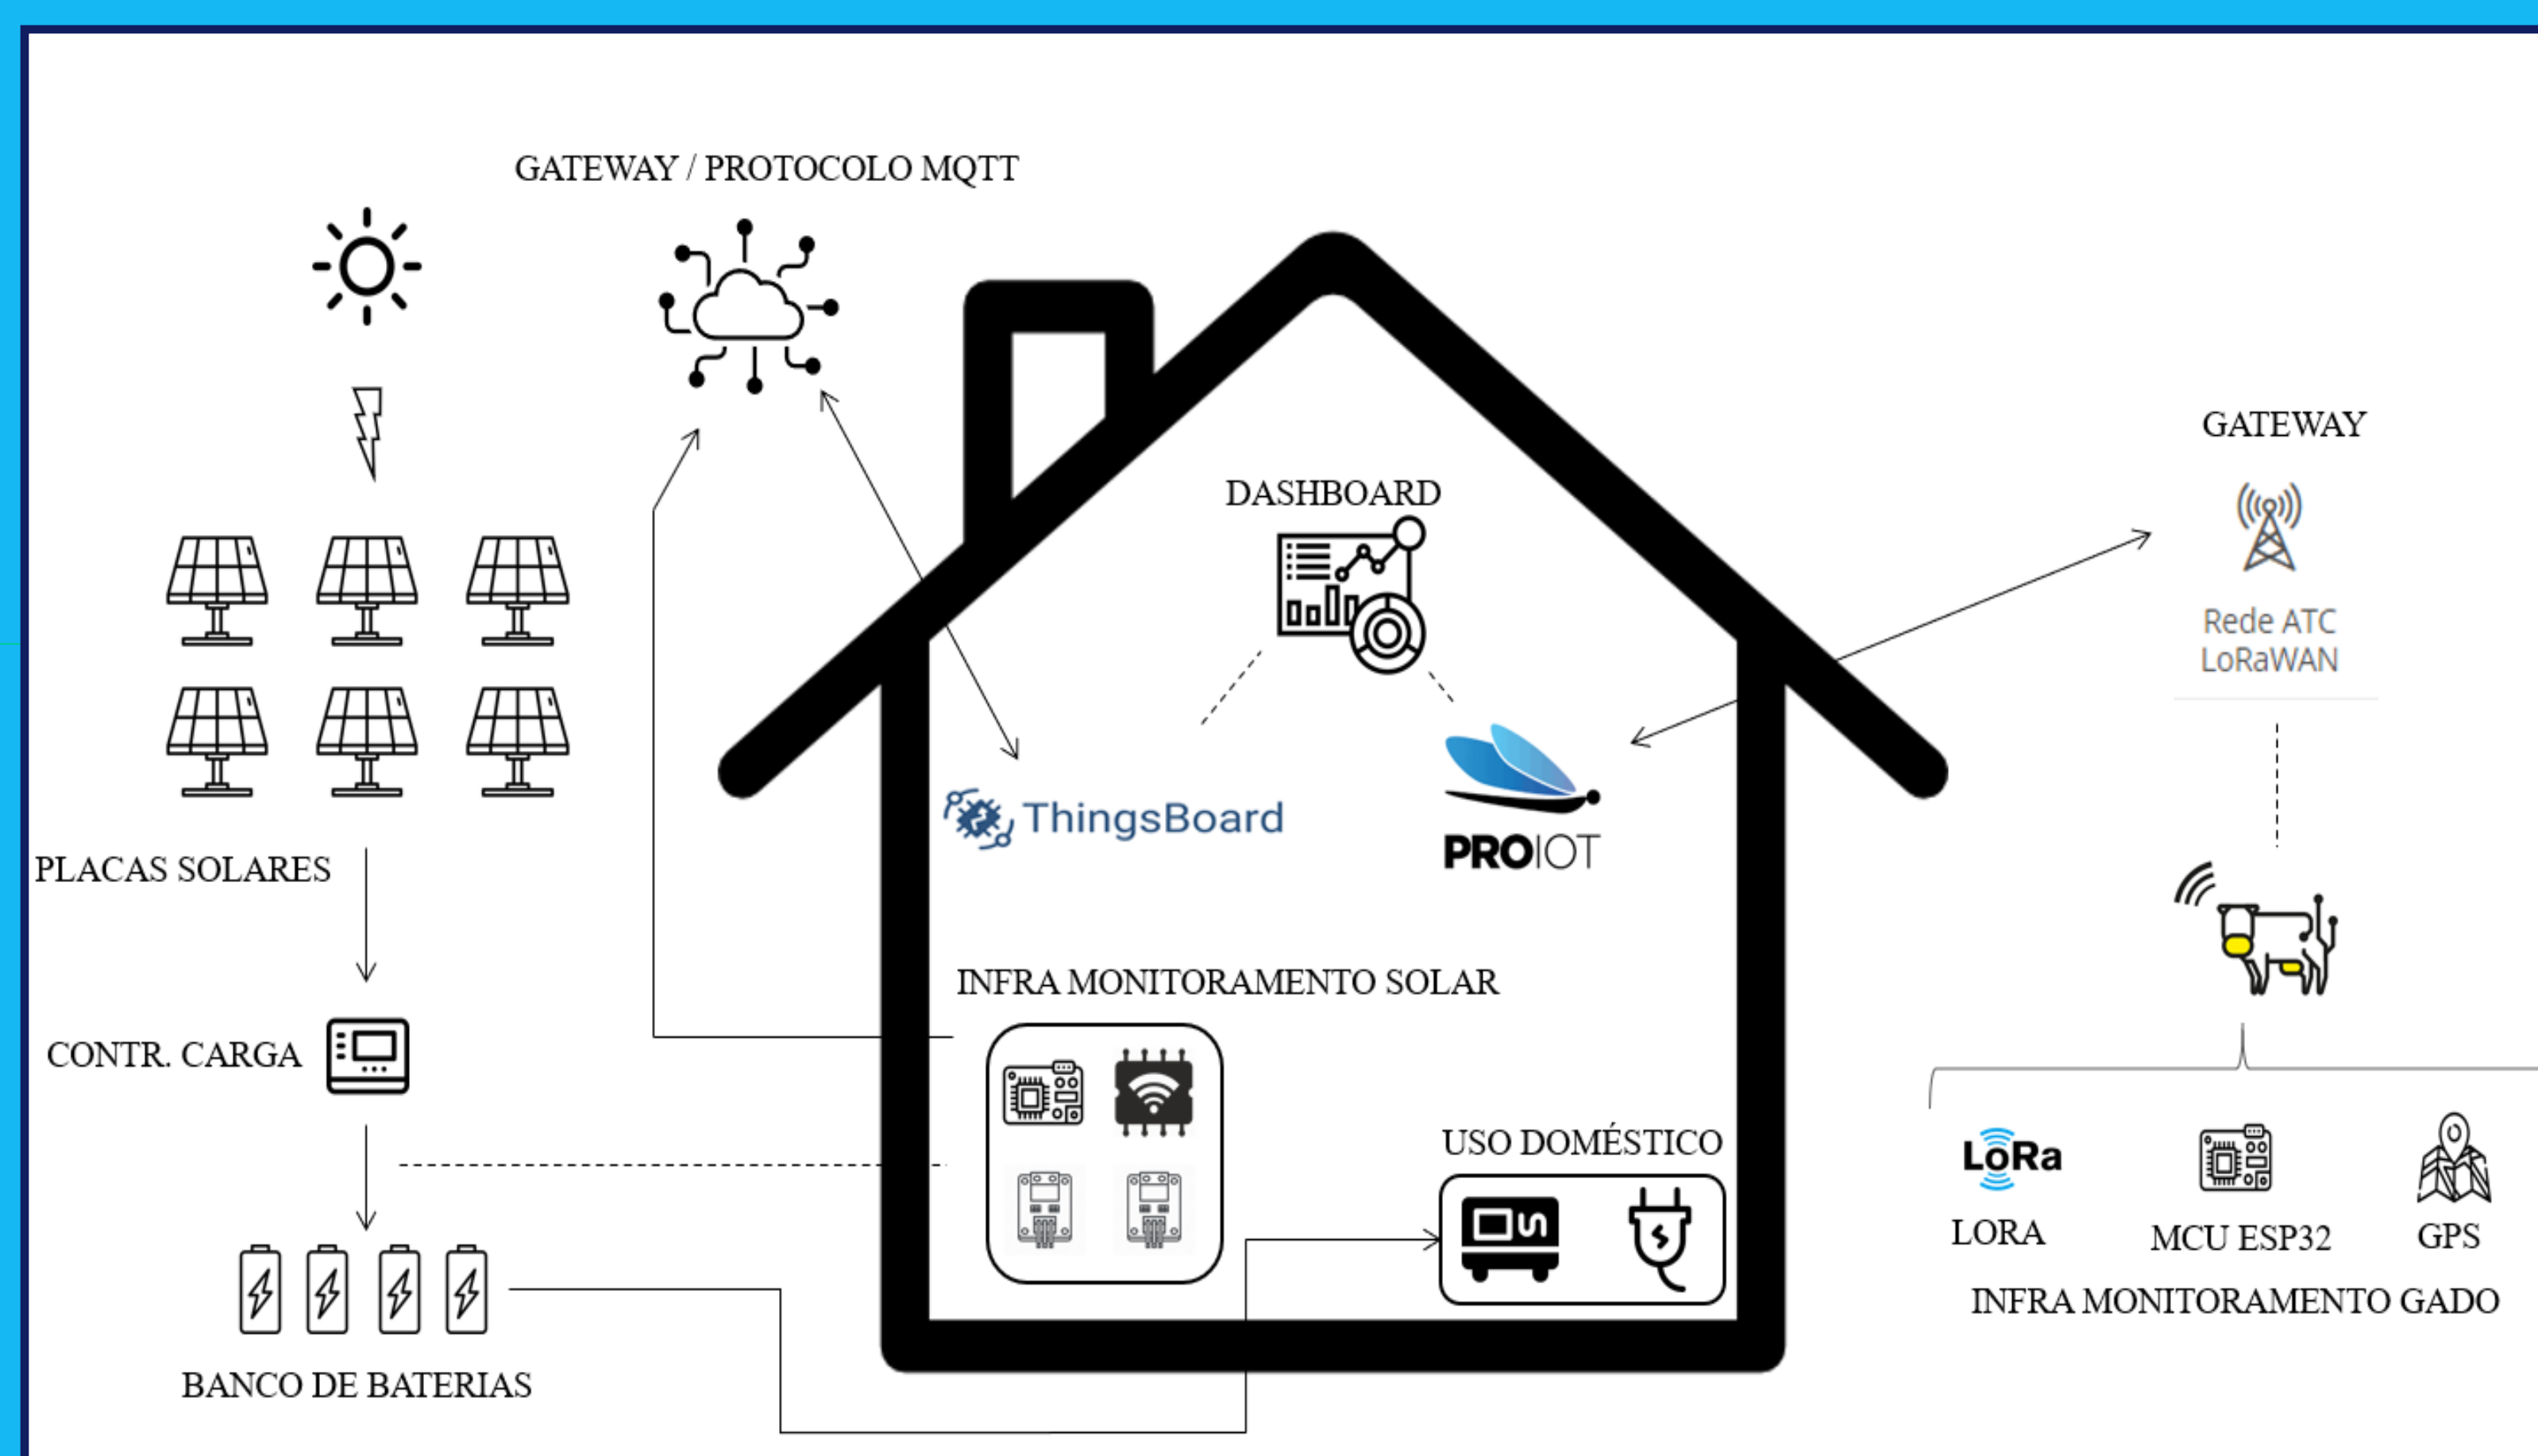 GATEWAY / PROTOCOLO MQTT
GATEWAY
DASHBOARD
Rede ATC
LoRaWAN
ThingsBoard
PROIOT
PLACAS SOLARES
INFRA MONITORAMENTO SOLAR
CONTR. CARGA
USO DOMÉSTICO
LoRa
LORA
MCU ESP32
GPS
INFRA MONITORAMENTO GADO
BANCO DE BATERIAS